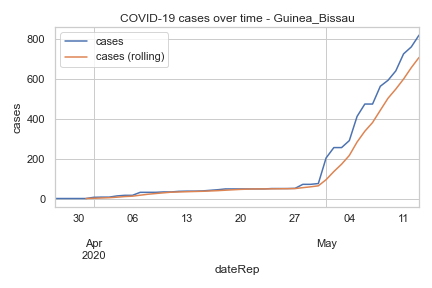 COVID-19 cases over time - Guinea_Bissau
cases
cases (rolling)
cases
800
600
400
200
0
30 06 13 20 27 04 11
Apr May
2020
dateRep